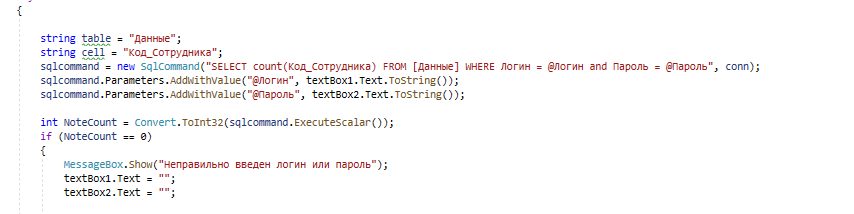 {
string table = "Данные";
string cell = "Код_Сотрудника";
sqlcommand = new SqlCommand("SELECT count(Код_Сотрудника) FROM [Данные] WHERE Логин = @Логин and Пароль = @Пароль", conn);
sqlcommand.Parameters.AddWithValue("@Логин", textBox1.Text.ToString());
sqlcommand.Parameters.AddWithValue("@Пароль", textBox2.Text.ToString());
int NoteCount = Convert.ToInt32(sqlcommand.ExecuteScalar());
if (NoteCount == 0)
{
MessageBox.Show("Неправильно введен логин или пароль");
textBox1.Text = "";
textBox2.Text = "";